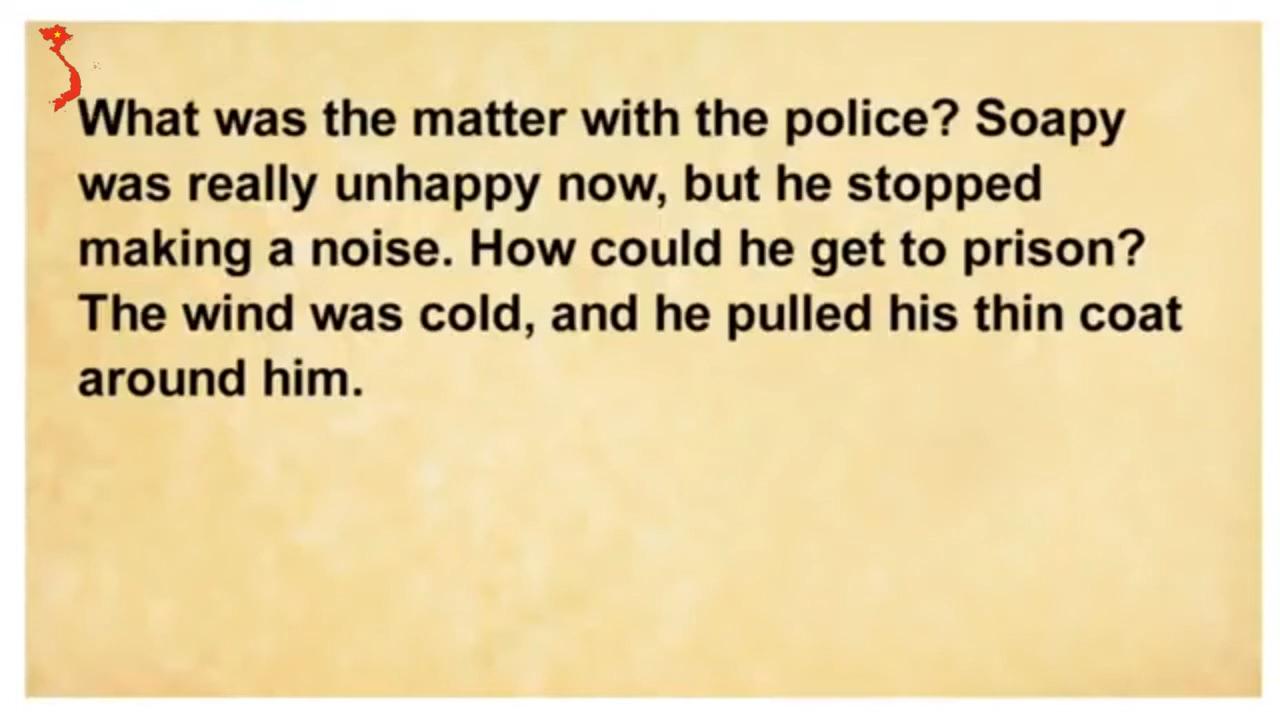 What was the matter with the police? Soapy
was really unhappy now, but he stopped
making a noise. How could he get to prison?
The wind was cold, and he pulled his thin coat
around him.